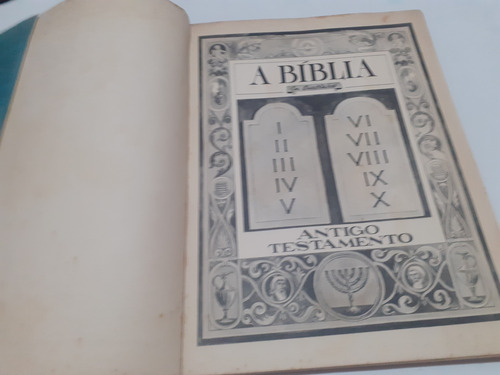 A BÍBLIA
I
II
III
IV
V
VI
VII
VIII
IX
X
ANTIGO
TESTAMENTO